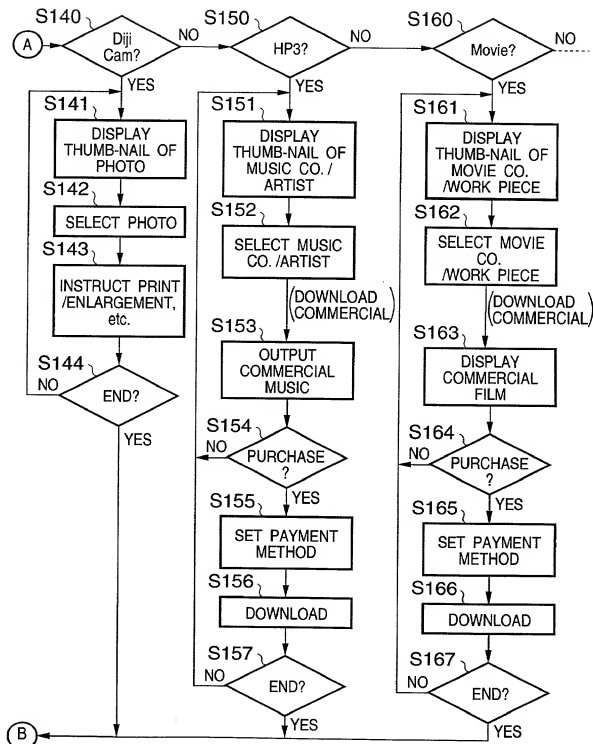 S140
A
Diji
Cam?
NO
YES
S141
DISPLAY
THUMB-NAIL OF
PHOTO
S142
SELECT PHOTO
S143
INSTRUCT PRINT
/ENLARGEMENT,
etc.
S144
NO
END?
YES
S150
HP3?
NO
YES
S151
DISPLAY
THUMB-NAIL OF
MUSIC CO. /
ARTIST
S152
SELECT MUSIC
CO. /ARTIST
(DOWNLOAD
COMMERCIAL)
S153
OUTPUT
COMMERCIAL
MUSIC
S154
NO
PURCHASE
?
YES
S155
SET PAYMENT
METHOD
S156
DOWNLOAD
S157
NO
END?
YES
S160
Movie?
NO
YES
S161
DISPLAY
THUMB-NAIL OF
MOVIE CO.
/WORK PIECE
S162
SELECT MOVIE
CO.
/WORK PIECE
(DOWNLOAD
COMMERCIAL)
S163
DISPLAY
COMMERCIAL
FILM
S164
NO
PURCHASE
?
YES
S165
SET PAYMENT
METHOD
S166
DOWNLOAD
S167
NO
END?
YES
B